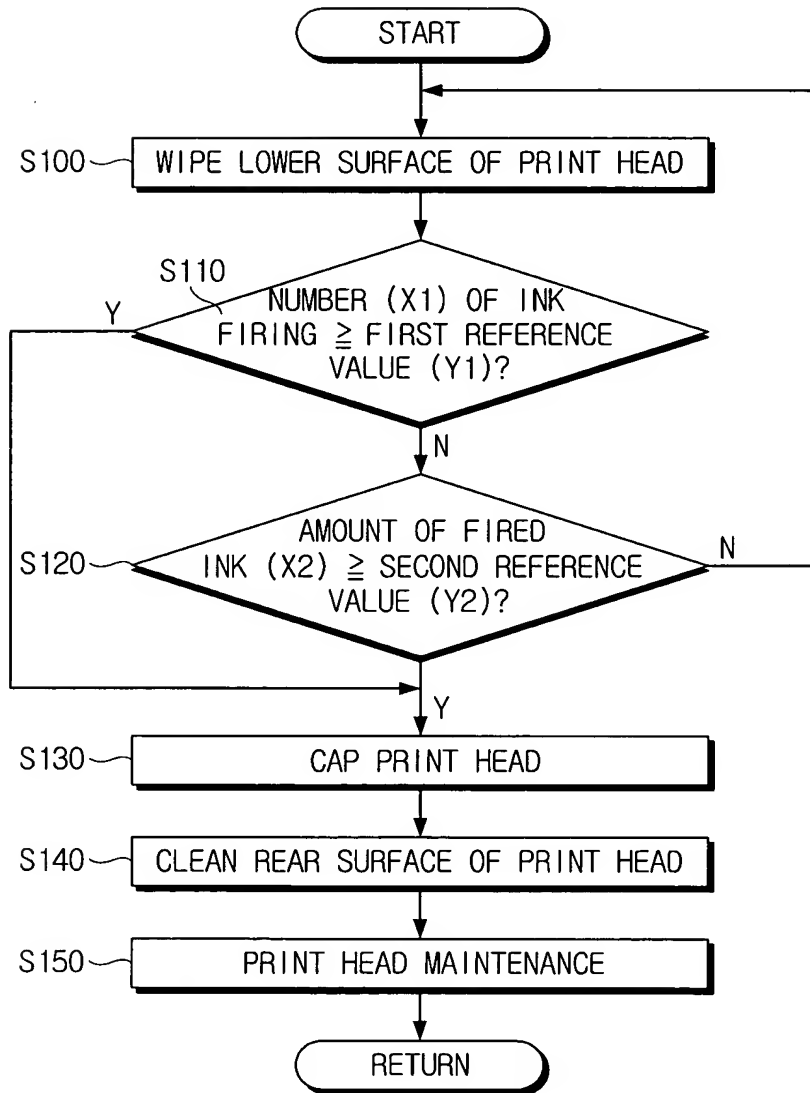 START
S100
WIPE LOWER SURFACE OF PRINT HEAD
S110
Y
NUMBER (X1) OF INK
FIRING ≧ FIRST REFERENCE
VALUE (Y1)?
N
S120
AMOUNT OF FIRED
INK (X2) ≧ SECOND REFERENCE
VALUE (Y2)?
N
Y
S130
CAP PRINT HEAD
S140
CLEAN REAR SURFACE OF PRINT HEAD
S150
PRINT HEAD MAINTENANCE
RETURN